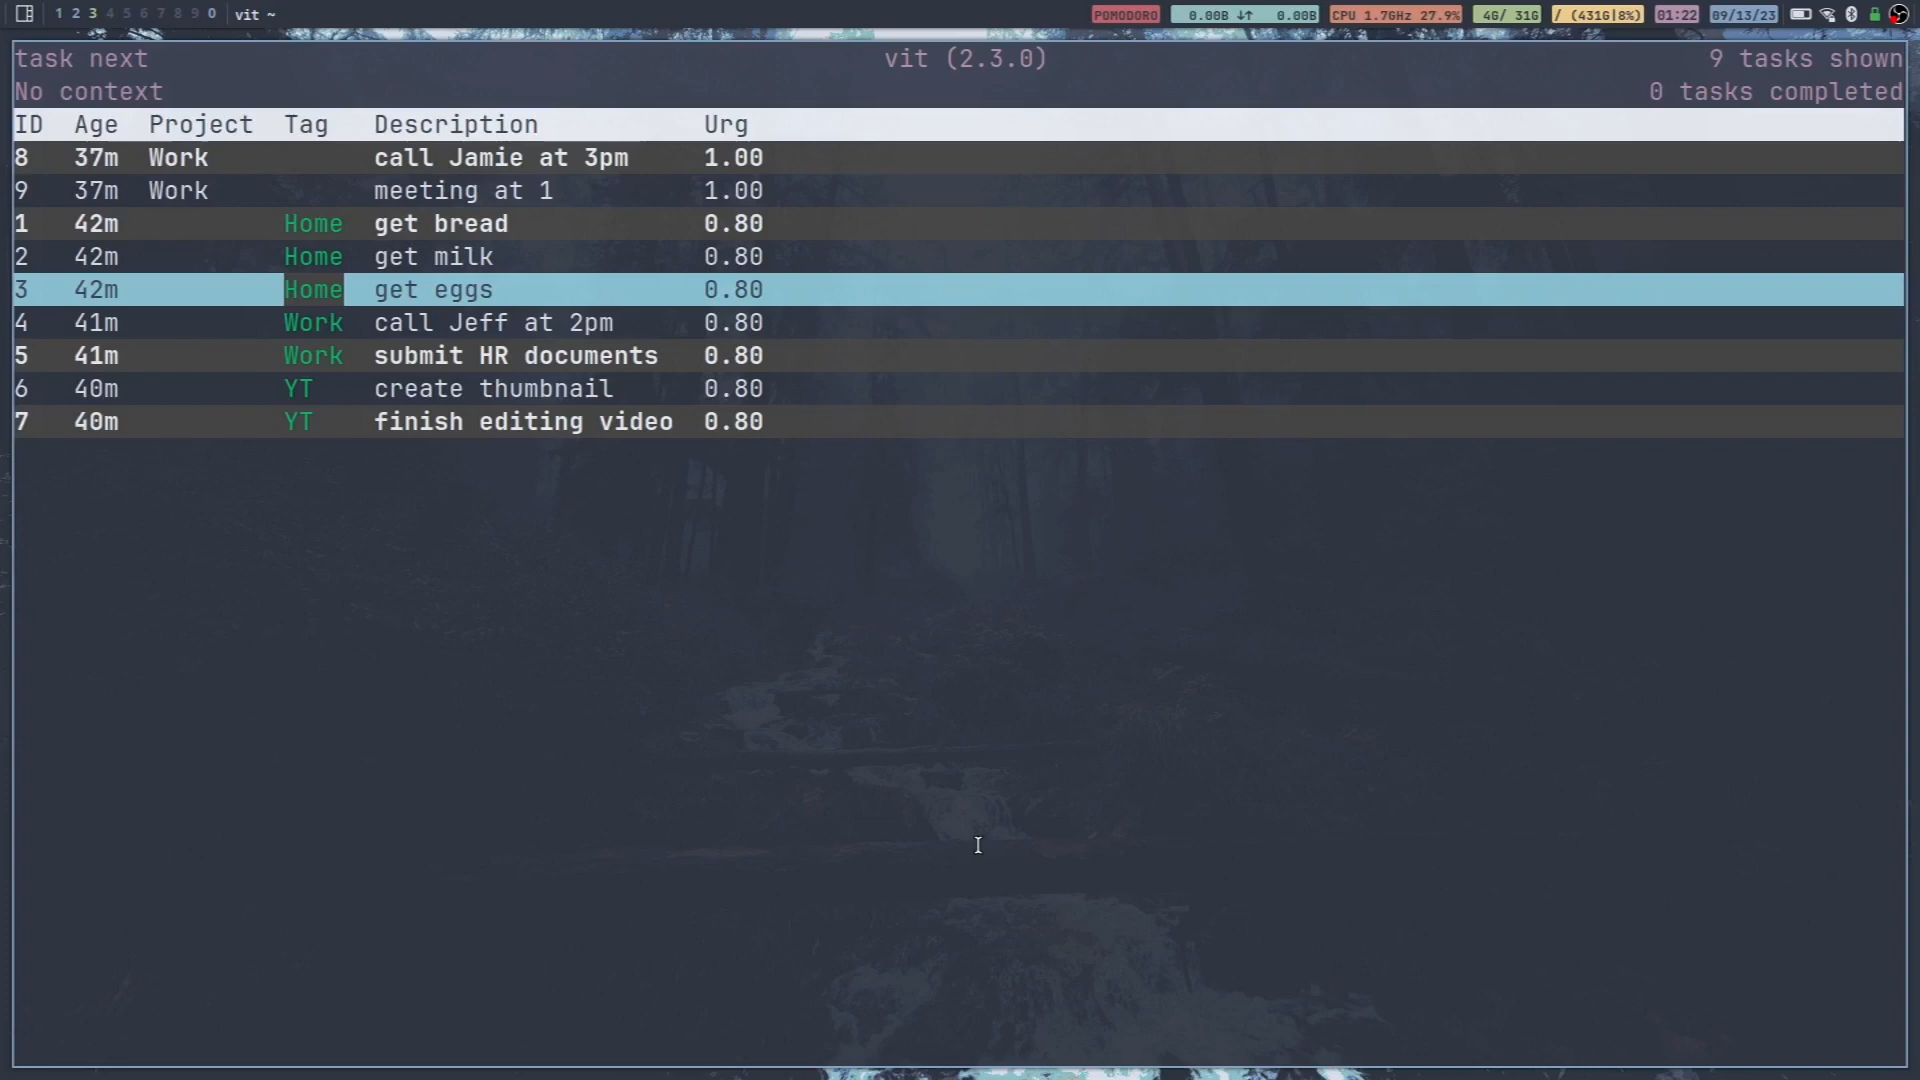 1 2 3 4 5 6 7 8 9 0 vit ~ POMODORO 0.00B ↓↑ 0.00B CPU 1.7GHz 27.9% 4G/ 31G / (431G|8%) 01:22 09/13/23
task next vit (2.3.0) 9 tasks shown
No context 0 tasks completed
ID Age Project Tag Description Urg
8 37m Work call Jamie at 3pm 1.00
9 37m Work meeting at 1 1.00
1 42m Home get bread 0.80
2 42m Home get milk 0.80
3 42m Home get eggs 0.80
4 41m Work call Jeff at 2pm 0.80
5 41m Work submit HR documents 0.80
6 40m YT create thumbnail 0.80
7 40m YT finish editing video 0.80